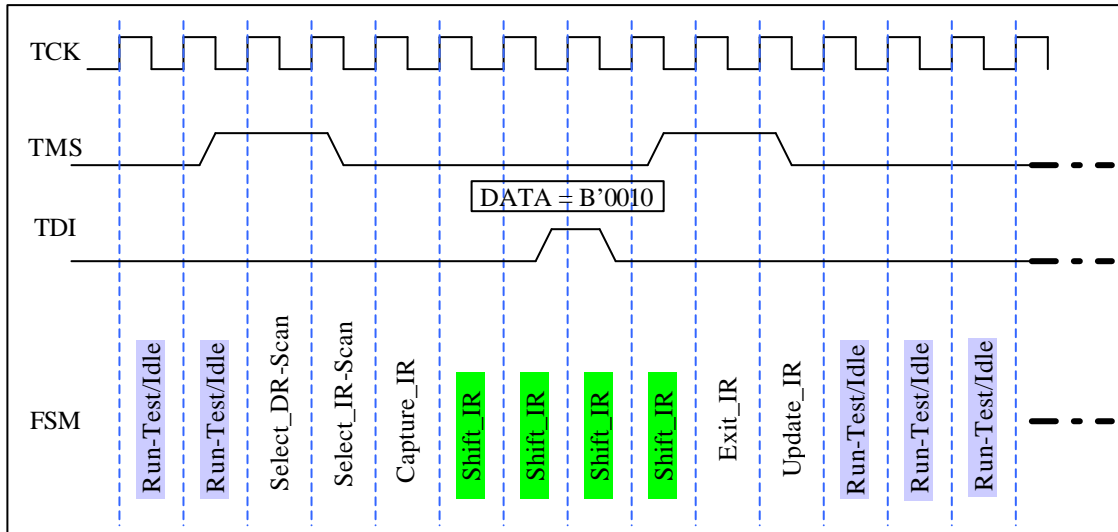 TCK
TMS
DATA = B'0010
TDI
FSM
Run-Test/Idle
Run-Test/Idle
Select_DR-Scan
Select_IR-Scan
Capture_IR
Shift_IR
Shift_IR
Shift_IR
Shift_IR
Exit_IR
Update_IR
Run-Test/Idle
Run-Test/Idle
Run-Test/Idle